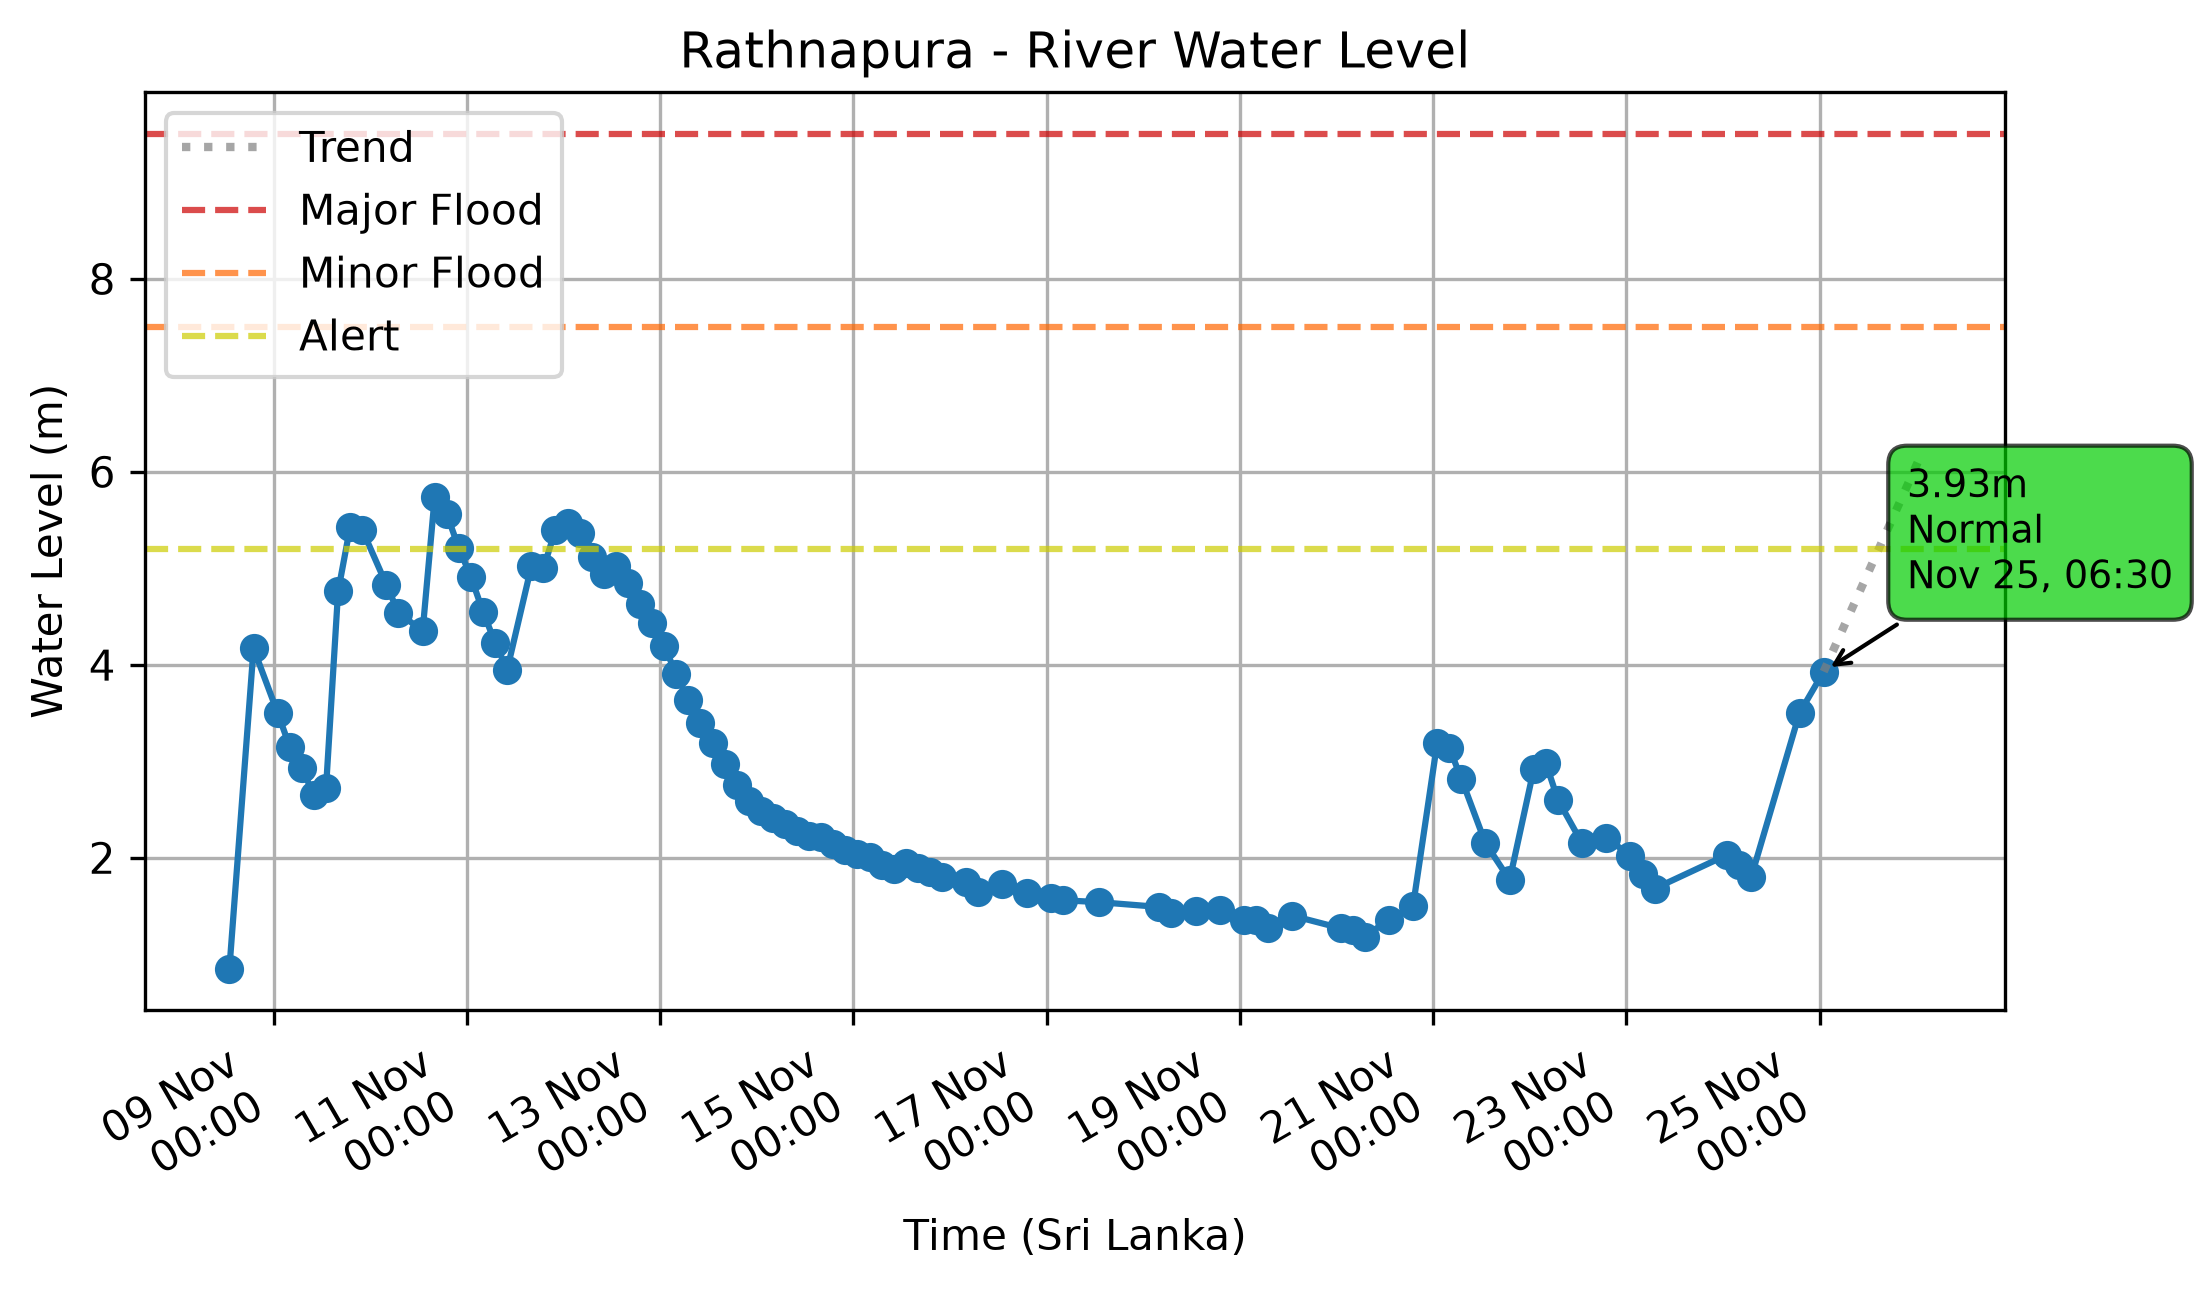 Rathnapura - River Water Level
Trend
Major Flood
Minor Flood
Alert
8
6
4
2
Water Level (m)
3.93m
Normal
Nov 25, 06:30
09 Nov
00:00
11 Nov
00:00
13 Nov
00:00
15 Nov
00:00
17 Nov
00:00
19 Nov
00:00
21 Nov
00:00
23 Nov
00:00
25 Nov
00:00
Time (Sri Lanka)